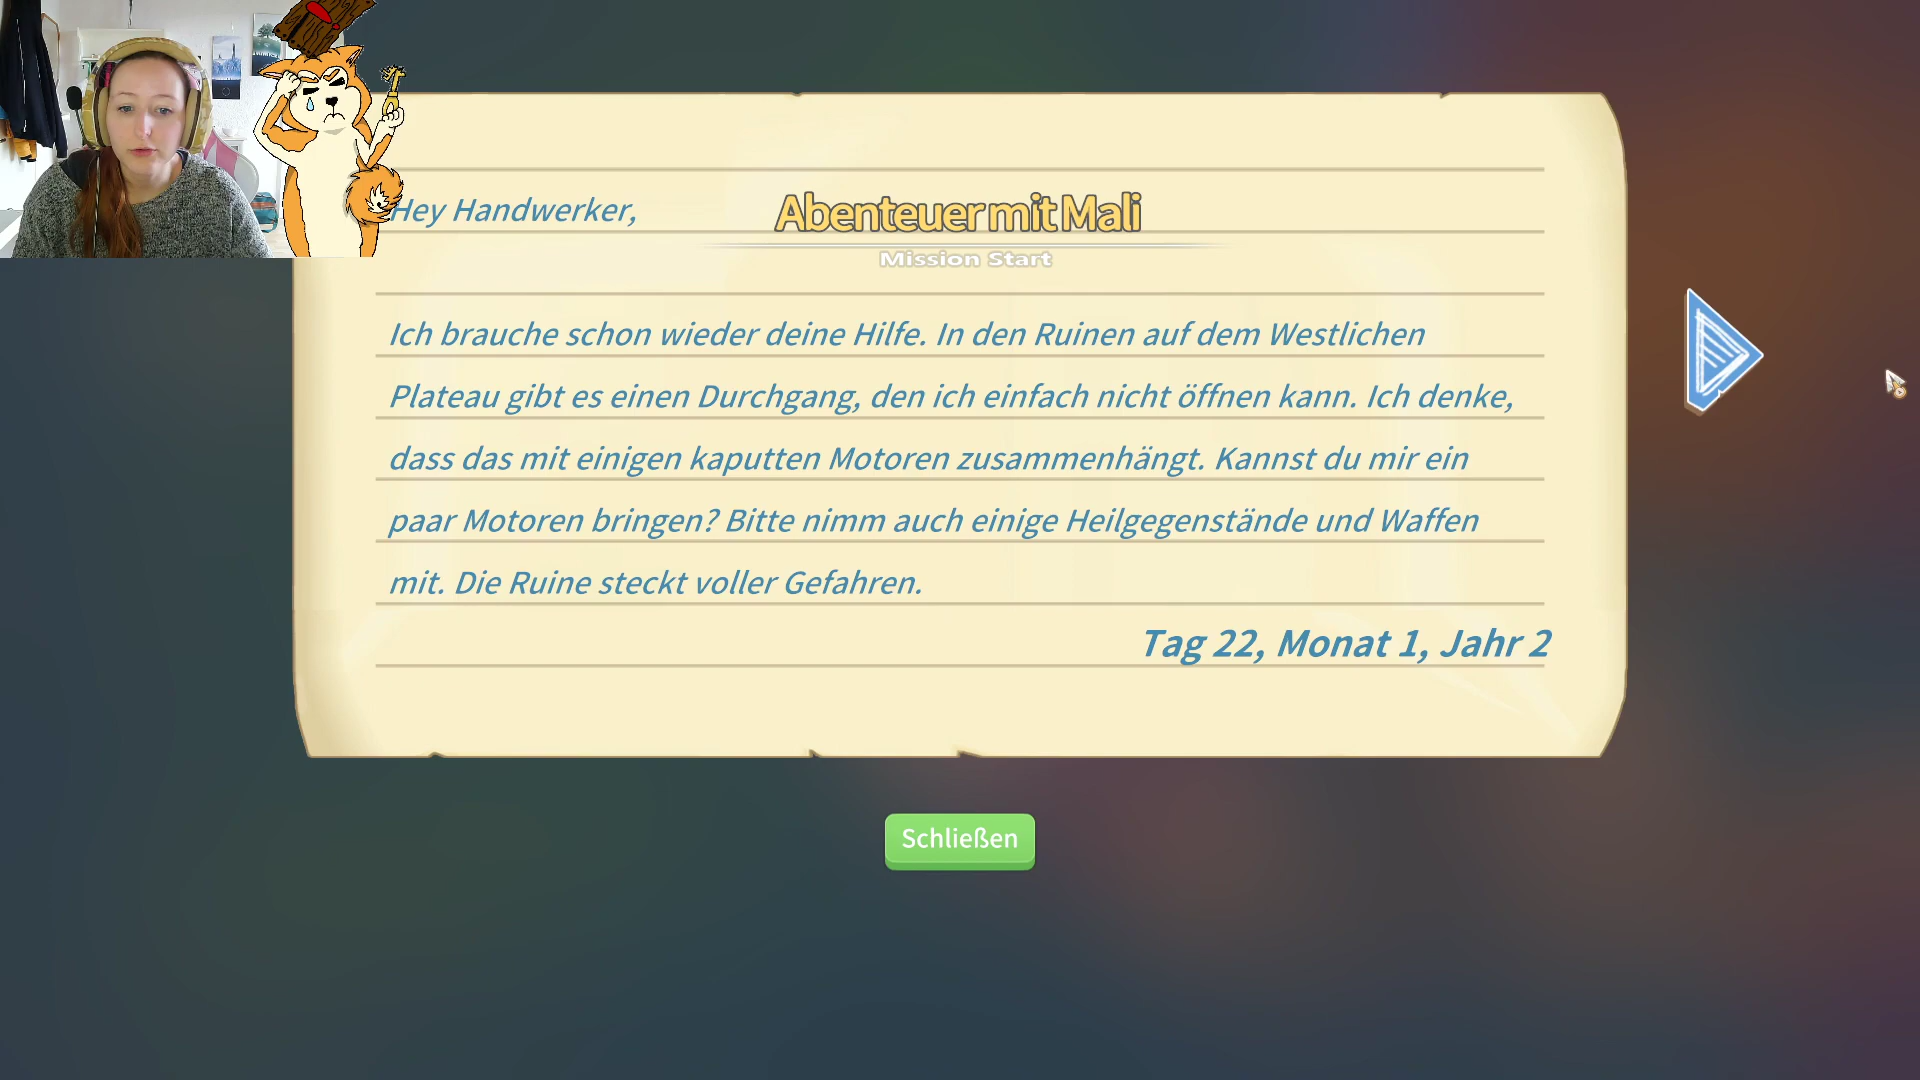 Hey Handwerker,
Abenteuer mit Mali
Mission Start
Ich brauche schon wieder deine Hilfe. In den Ruinen auf dem Westlichen
Plateau gibt es einen Durchgang, den ich einfach nicht öffnen kann. Ich denke,
dass das mit einigen kaputten Motoren zusammenhängt. Kannst du mir ein
paar Motoren bringen? Bitte nimm auch einige Heilgegenstände und Waffen
mit. Die Ruine steckt voller Gefahren.
Tag 22, Monat 1, Jahr 2
Schließen